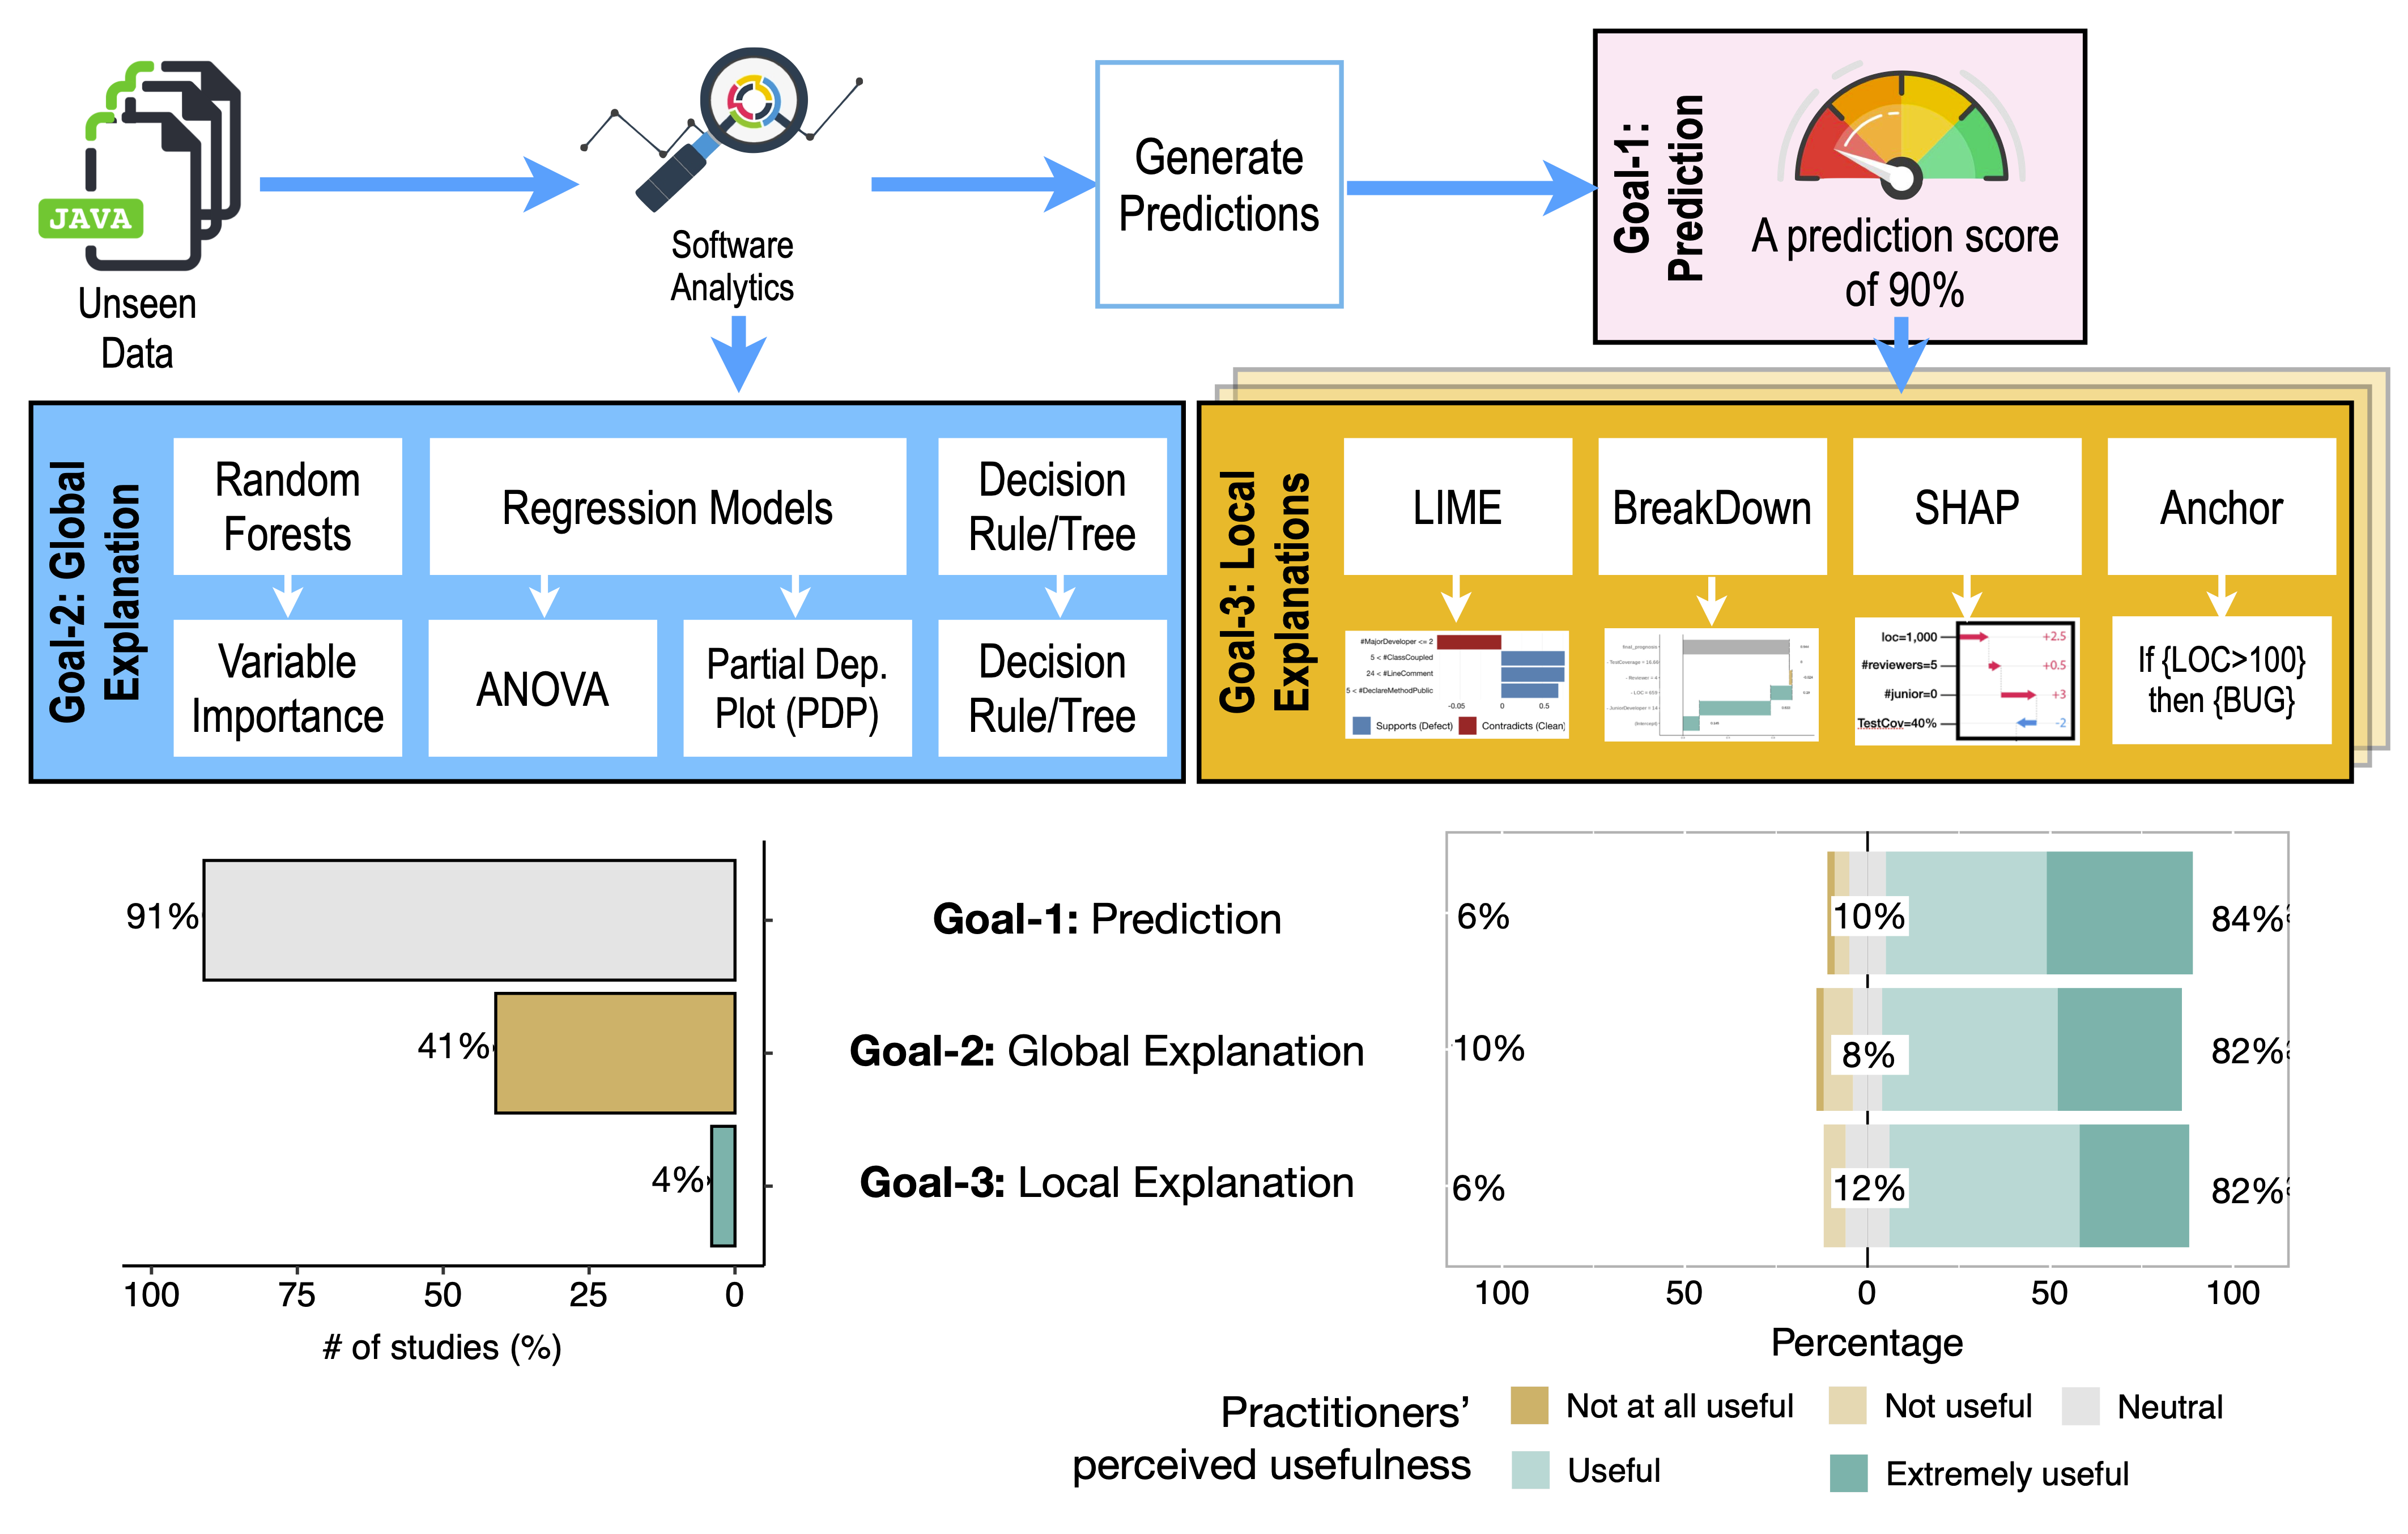 JAVA
Unseen
Data
Software
Analytics
Generate
Predictions
Goal-1:
Prediction
A prediction score
of 90%
Goal-2: Global
Explanation
Random
Forests
Regression Models
Decision
Rule/Tree
Variable
Importance
ANOVA
Partial Dep.
Plot (PDP)
Decision
Rule/Tree
Goal-3: Local
Explanations
LIME
BreakDown
SHAP
Anchor
#MajorDeveloper <= 2
5 < #ClassCoupled
24 < #LineComment
5 < #DeclareMethodPublic
-0.05 0 0.5
Supports (Defect) Contradicts (Clean)
final_prognosis
loc=1,000 +2.5
#reviewers=5 +0.5
#junior=0 +3
TestCov=40% -2
If {LOC>100}
then {BUG}
91%
41%
4%
100 75 50 25 0
# of studies (%)
Goal-1: Prediction
Goal-2: Global Explanation
Goal-3: Local Explanation
6% 10% 84%
10% 8% 82%
6% 12% 82%
100 50 0 50 100
Percentage
Practitioners'
perceived usefulness
Not at all useful Not useful Neutral
Useful Extremely useful